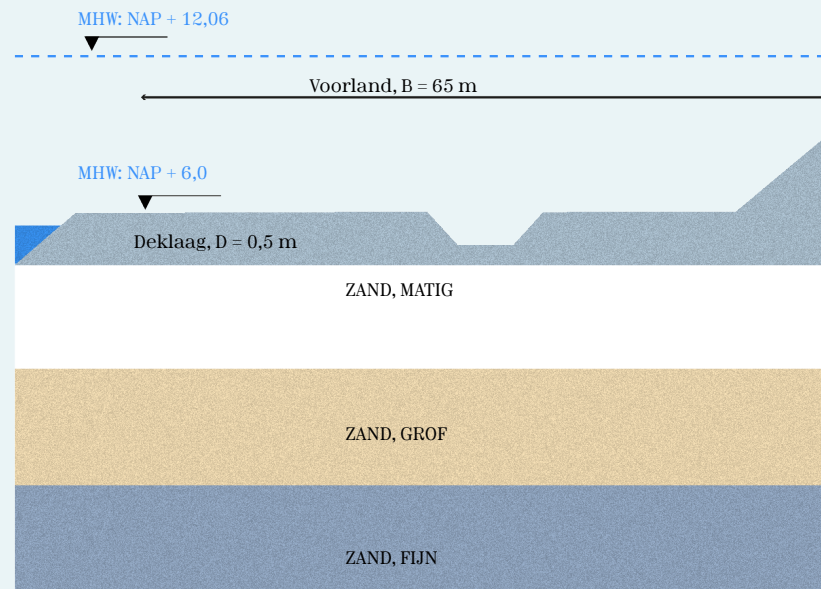 MHW: NAP + 12,06
Voorland, B = 65 m
MHW: NAP + 6,0
Deklaag, D = 0,5 m
ZAND, MATIG
ZAND, GROF
ZAND, FIJN